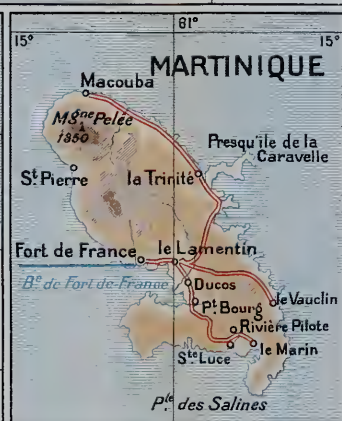 61°
15° 15°
MARTINIQUE
Macouba
Mgne Pelée
1350
Presqu'île de la
Caravelle
St. Pierre
la Trinité
Fort de France
le Lamentin
Be de Fort-de-France
Ducos
Pt. Bourg
le Vauclin
Rivière Pilote
Ste Luce
le Marin
Pte des Salines